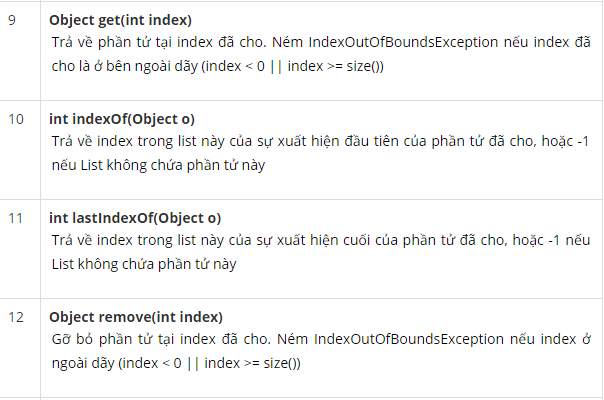 9
Object get(int index)
Trả về phần tử tại index đã cho. Ném IndexOutOfBoundsException nếu index đã
cho là ở bên ngoài dãy (index < 0 || index >= size())
10
int indexOf(Object o)
Trả về index trong list này của sự xuất hiện đầu tiên của phần tử đã cho, hoặc -1
nếu List không chứa phần tử này
11
int lastIndexOf(Object o)
Trả về index trong list này của sự xuất hiện cuối của phần tử đã cho, hoặc -1 nếu
List không chứa phần tử này
12
Object remove(int index)
Gỡ bỏ phần tử tại index đã cho. Ném IndexOutOfBoundsException nếu index ở
ngoài dãy (index < 0 || index >= size())